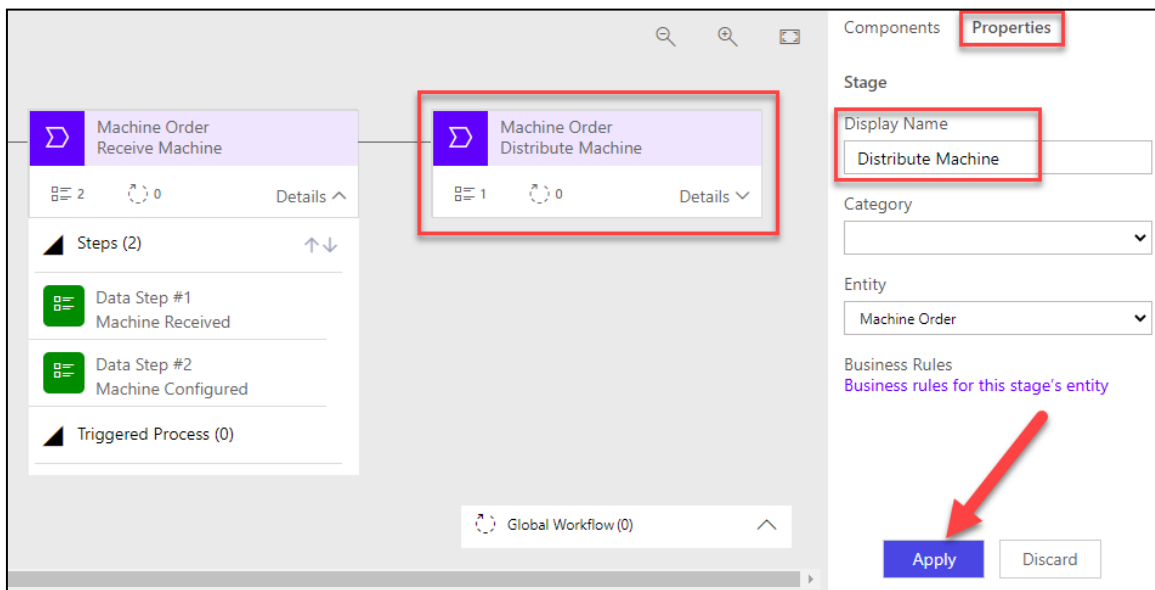 Components
Properties
Stage
Machine Order
Receive Machine
2
0
Details
Steps (2)
Data Step #1
Machine Received
Data Step #2
Machine Configured
Triggered Process (0)
Machine Order
Distribute Machine
1
0
Details
Global Workflow (0)
Display Name
Distribute Machine
Category
Entity
Machine Order
Business Rules
Business rules for this stage's entity
Apply
Discard